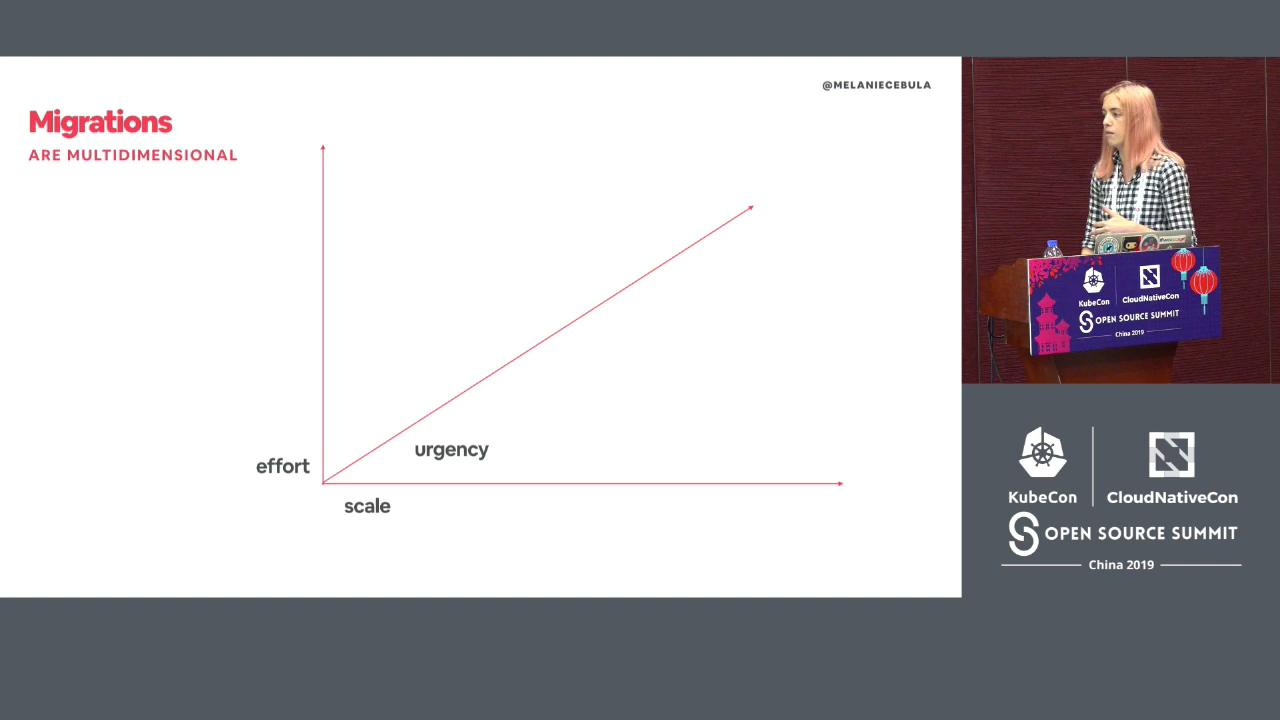 @MELANIECEBULA
Migrations
ARE MULTIDIMENSIONAL
effort
urgency
scale
KubeCon
CloudNativeCon
OPEN SOURCE SUMMIT
China 2019
KubeCon
CloudNativeCon
OPEN SOURCE SUMMIT
China 2019